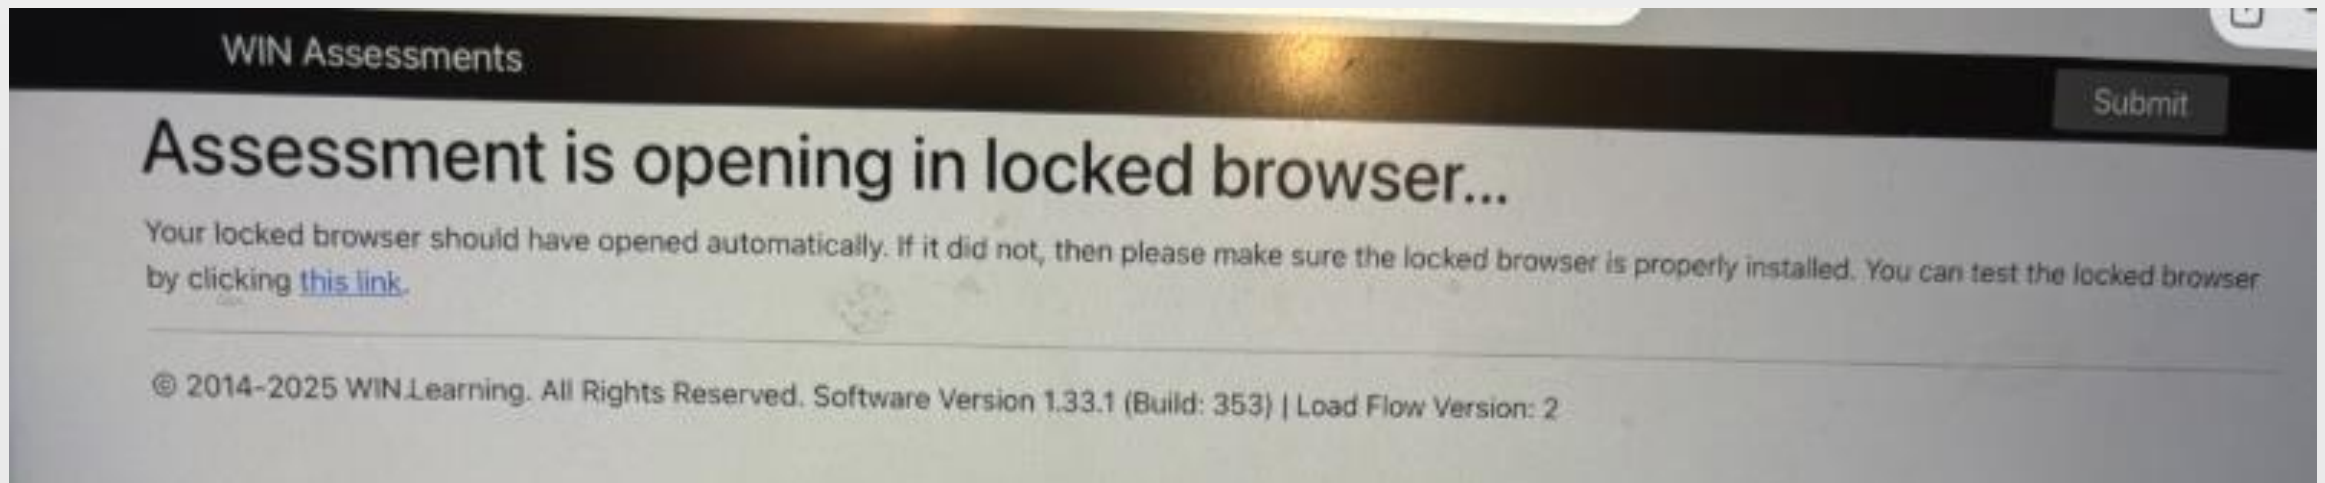 WIN Assessments
Submit
Assessment is opening in locked browser...
Your locked browser should have opened automatically. If it did not, then please make sure the locked browser is properly installed. You can test the locked browser
by clicking this link.
© 2014-2025 WIN Learning. All Rights Reserved. Software Version 1.33.1 (Build: 353) | Load Flow Version: 2